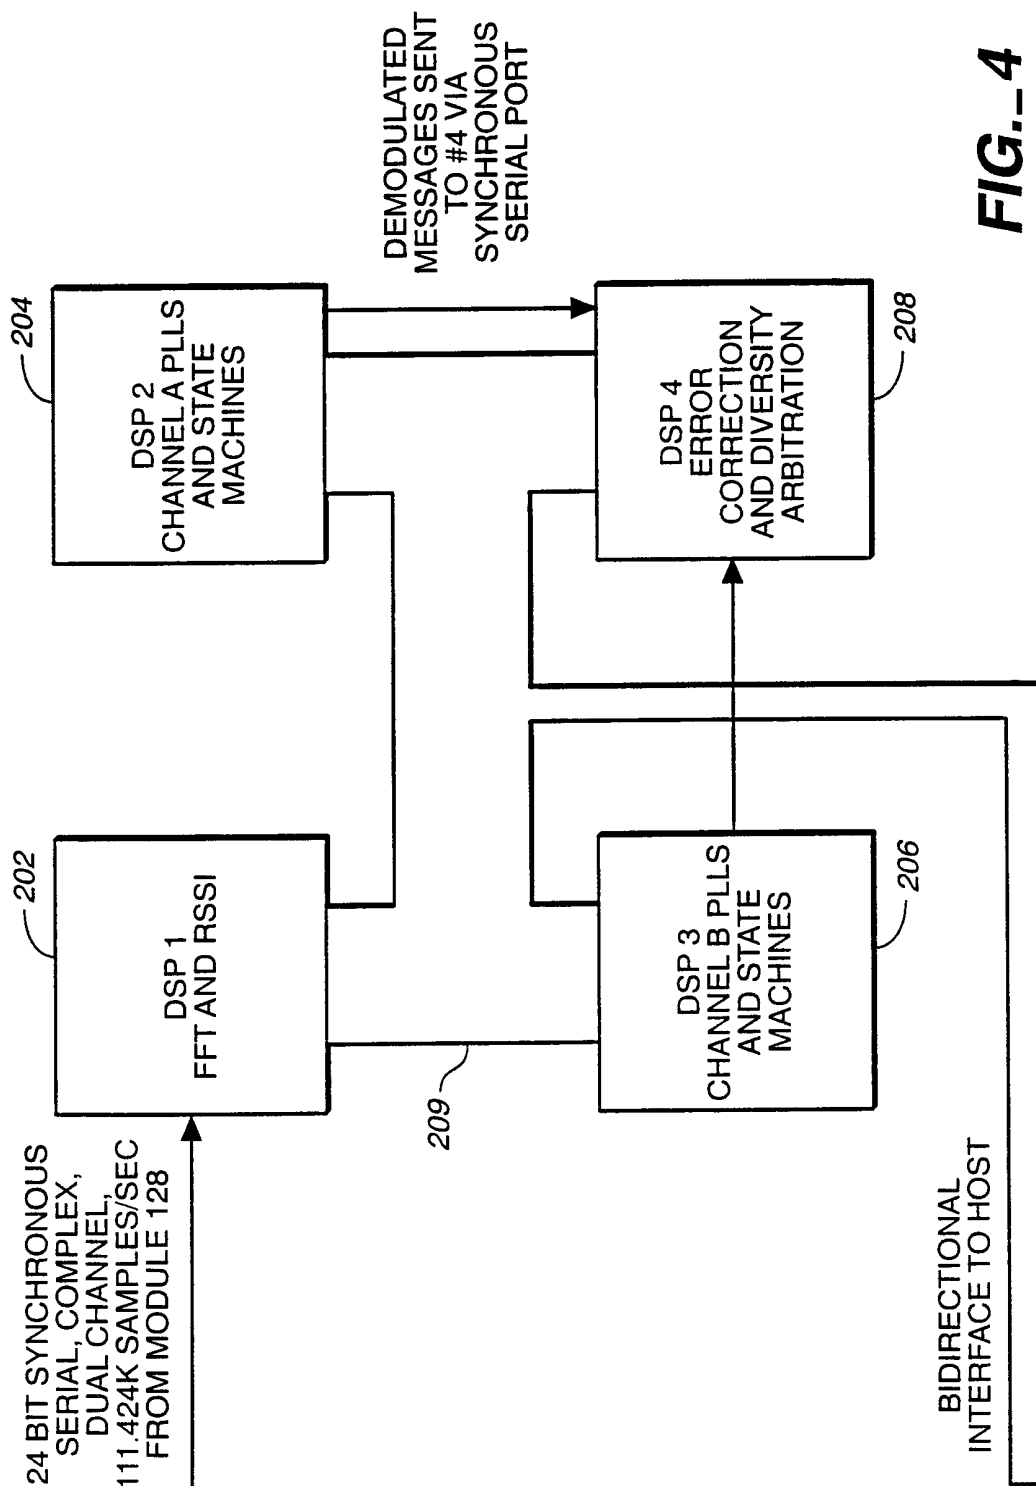 24 BIT SYNCHRONOUS
SERIAL, COMPLEX,
DUAL CHANNEL,
111.424K SAMPLES/SEC
FROM MODULE 128
202
DSP 1
FFT AND RSSI
204
DSP 2
CHANNEL A PLLS
AND STATE
MACHINES
DEMODULATED
MESSAGES SENT
TO #4 VIA
SYNCHRONOUS
SERIAL PORT
209
DSP 3
CHANNEL B PLLS
AND STATE
MACHINES
206
DSP 4
ERROR
CORRECTION
AND DIVERSITY
ARBITRATION
208
BIDIRECTIONAL
INTERFACE TO HOST
FIG._4